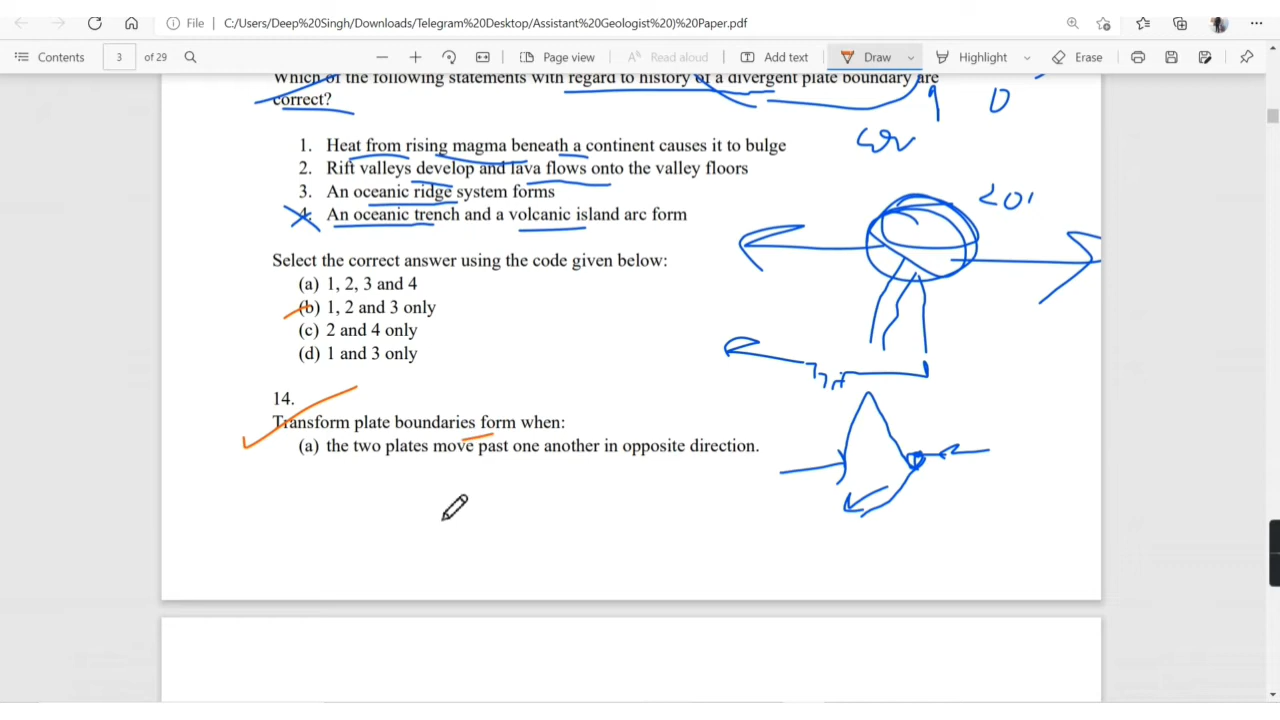 File | C:/Users/Deep%20Singh/Downloads/Telegram%20Desktop/Assistant%20Geologist%20)%20Paper.pdf
Contents 3 of 29 Page view Read aloud Add text Draw Highlight Erase
Which of the following statements with regard to history of a divergent plate boundary are
correct?
1. Heat from rising magma beneath a continent causes it to bulge
2. Rift valleys develop and lava flows onto the valley floors
3. An oceanic ridge system forms
4. An oceanic trench and a volcanic island arc form
Select the correct answer using the code given below:
(a) 1, 2, 3 and 4
(b) 1, 2 and 3 only
(c) 2 and 4 only
(d) 1 and 3 only
14.
Transform plate boundaries form when:
(a) the two plates move past one another in opposite direction.